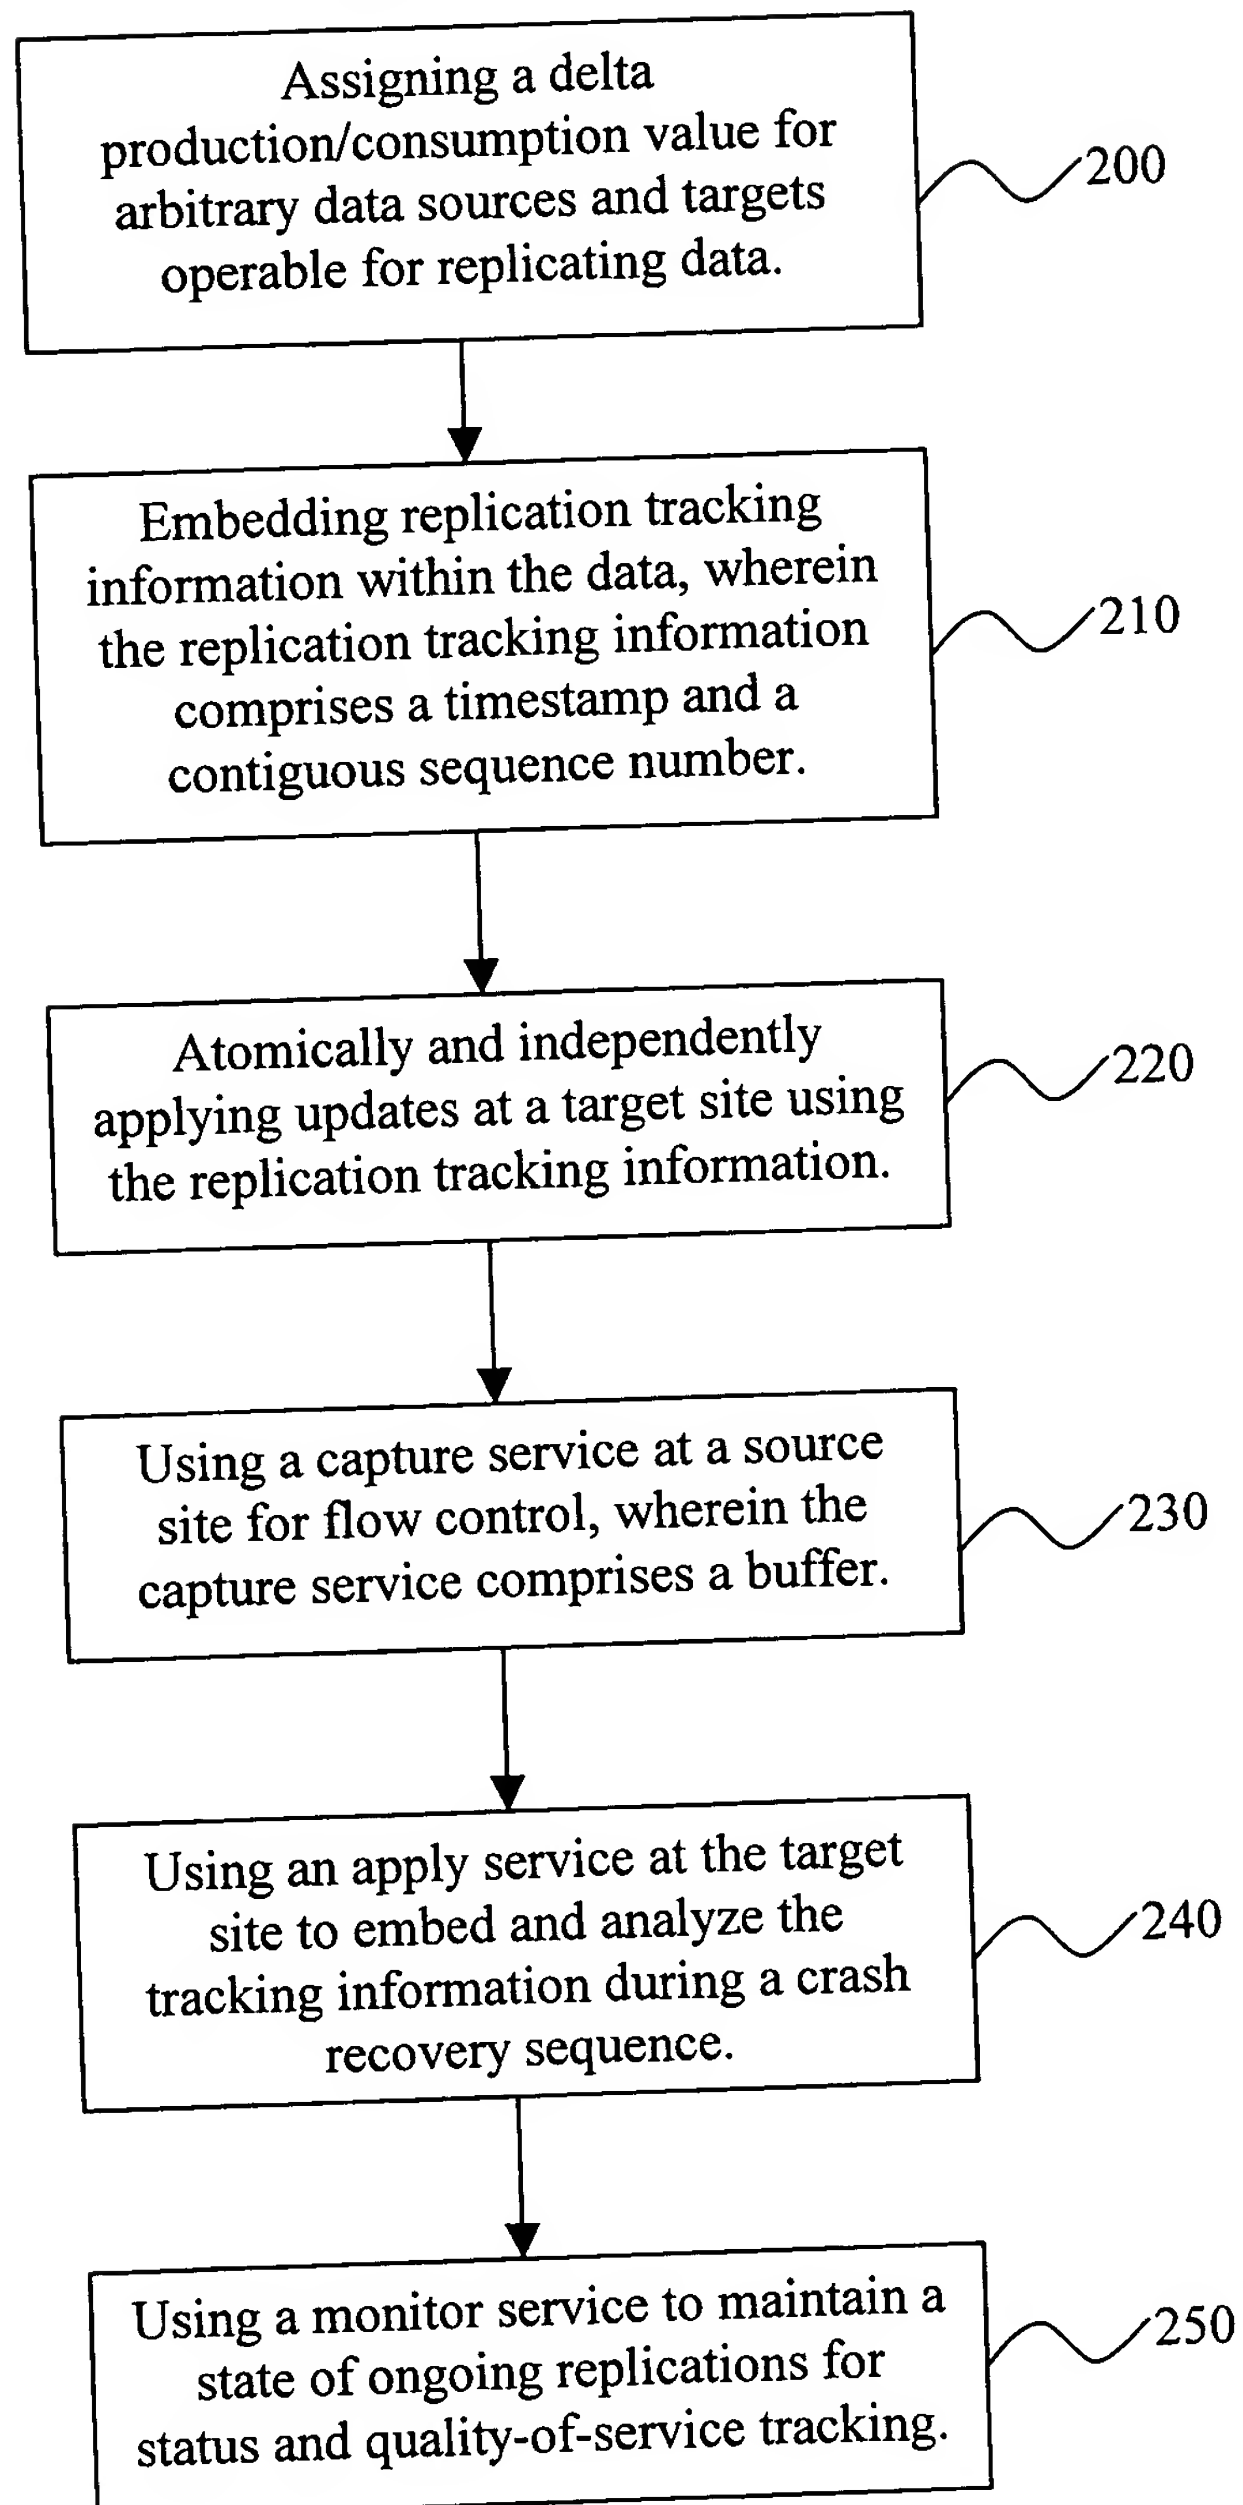 Assigning a delta
production/consumption value for
arbitrary data sources and targets
operable for replicating data.
200
Embedding replication tracking
information within the data, wherein
the replication tracking information
comprises a timestamp and a
contiguous sequence number.
210
Atomically and independently
applying updates at a target site using
the replication tracking information.
220
Using a capture service at a source
site for flow control, wherein the
capture service comprises a buffer.
230
Using an apply service at the target
site to embed and analyze the
tracking information during a crash
recovery sequence.
240
Using a monitor service to maintain a
state of ongoing replications for
status and quality-of-service tracking.
250